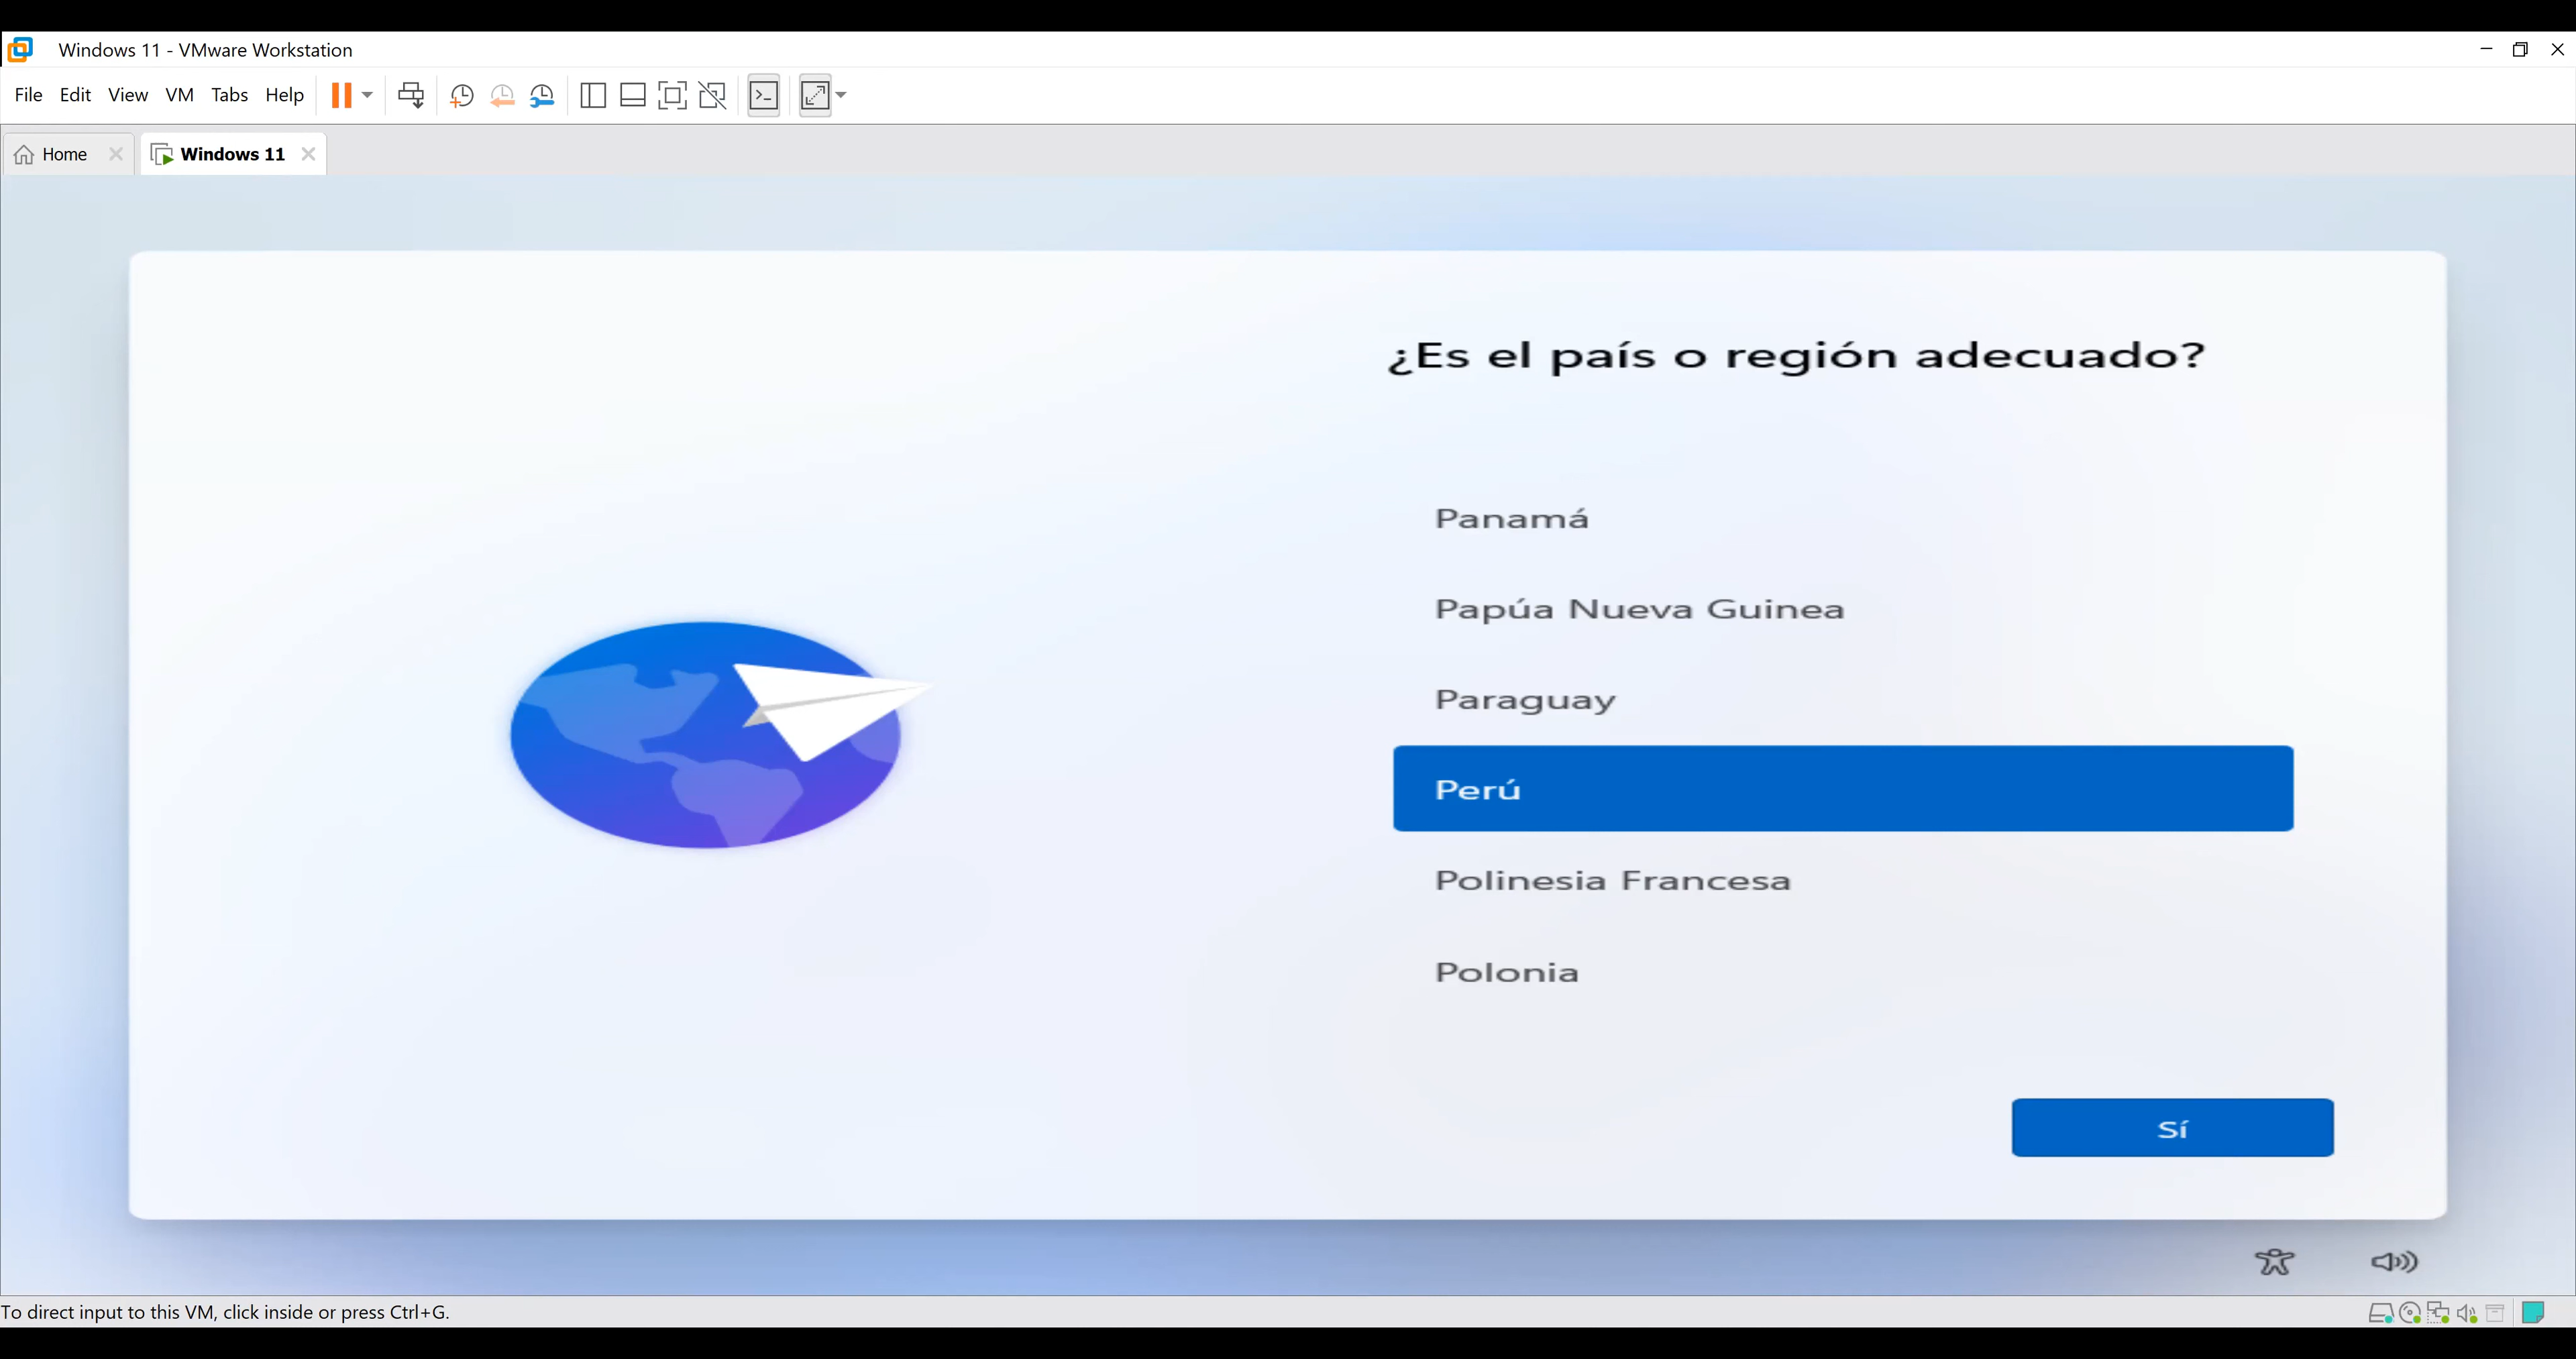 Windows 11 - VMware Workstation
File Edit View VM Tabs Help
Home Windows 11
¿Es el país o región adecuado?
Panamá
Papúa Nueva Guinea
Paraguay
Perú
Polinesia Francesa
Polonia
Sí
To direct input to this VM, click inside or press Ctrl+G.